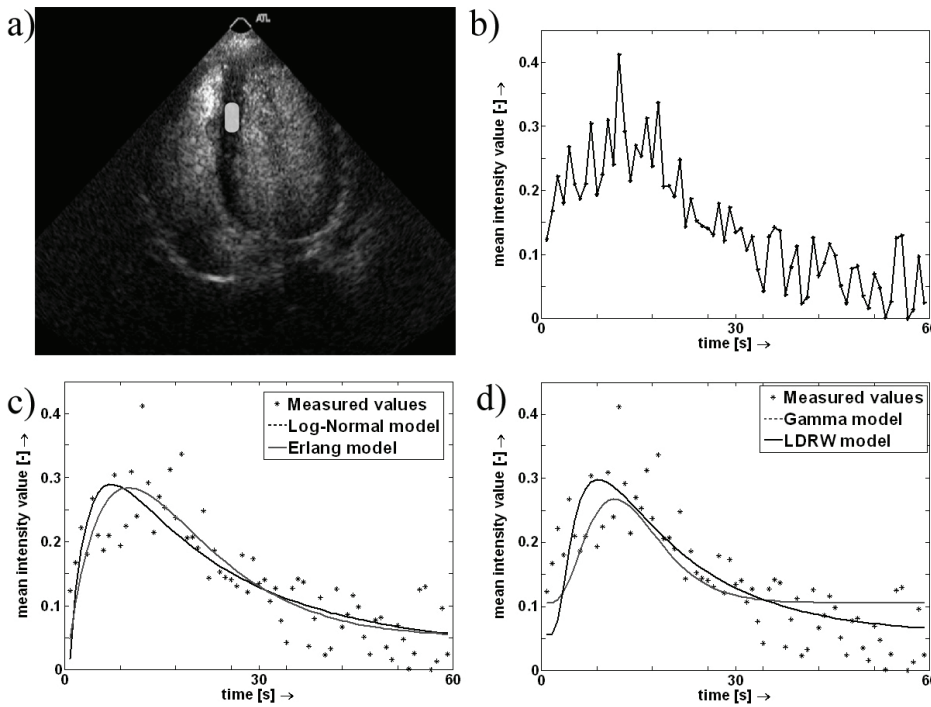 a)
ATL
b)
mean intensity value [-] →
0.4
0.3
0.2
0.1
0
0
30
60
time [s] →
c)
mean intensity value [-] →
0.4
0.3
0.2
0.1
0
0
30
60
time [s] →
* Measured values
Log-Normal model
Erlang model
d)
mean intensity value [-] →
0.4
0.3
0.2
0.1
0
0
30
60
time [s] →
* Measured values
Gamma model
LDRW model